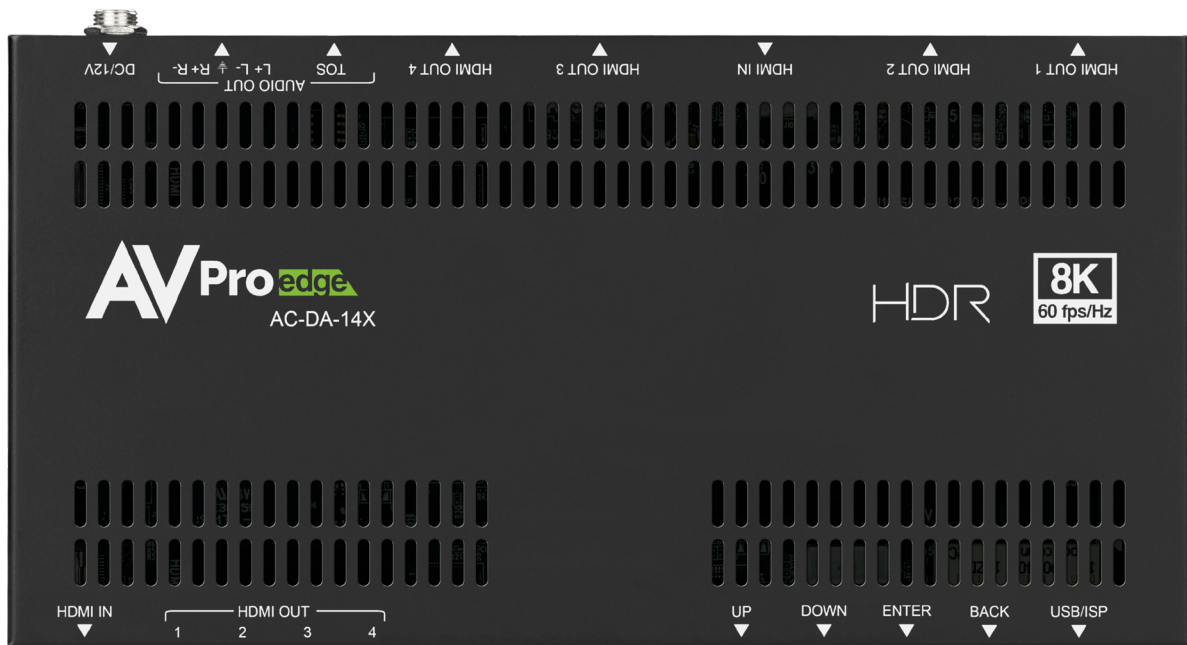 DC/12V
L+ L- ⏚ R+ R-
TOS
AUDIO OUT
HDMI OUT 4
HDMI OUT 3
HDMI IN
HDMI OUT 2
HDMI OUT 1
AVPro edge
AC-DA-14X
HDR
8K
60 fps/Hz
HDMI IN
HDMI OUT
1 2 3 4
UP
DOWN
ENTER
BACK
USB/ISP